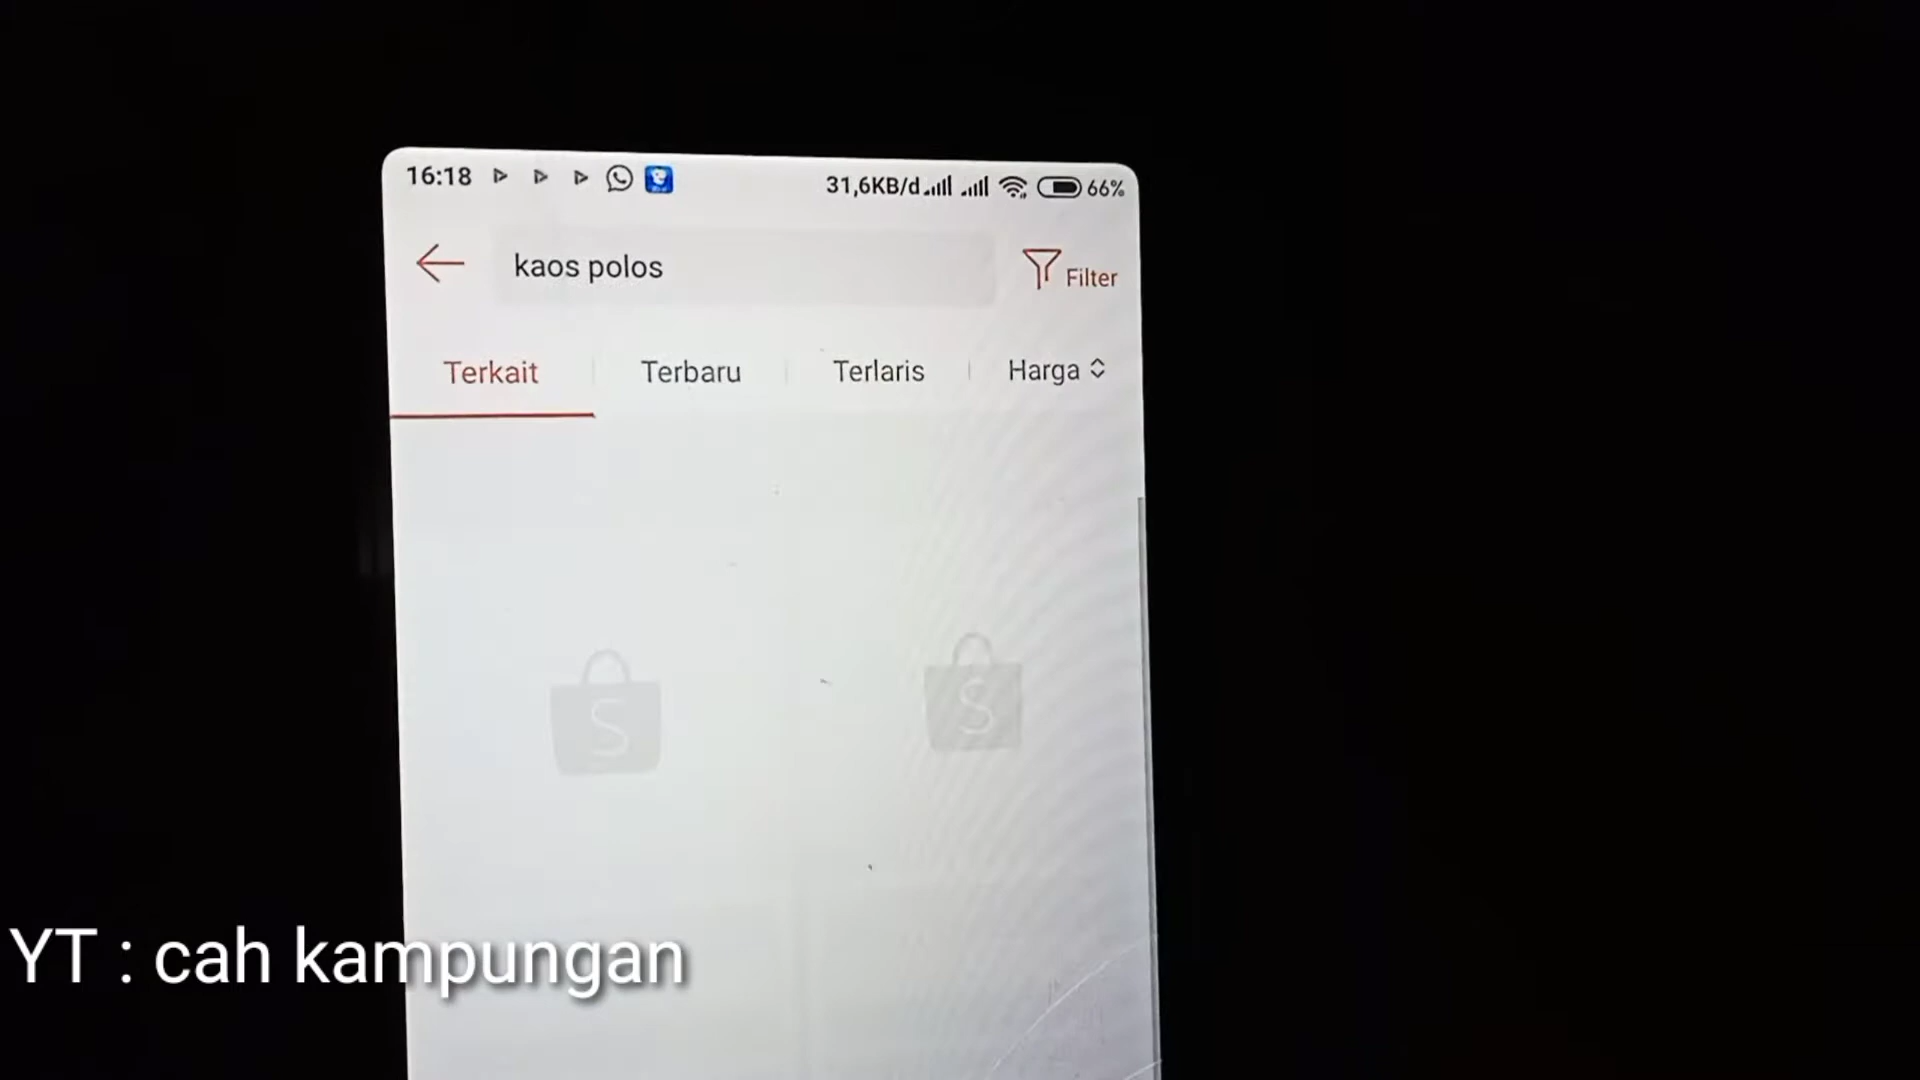 16:18 31,6KB/d 66%
kaos polos Filter
Terkait Terbaru Terlaris Harga
S S
YT : cah kampungan